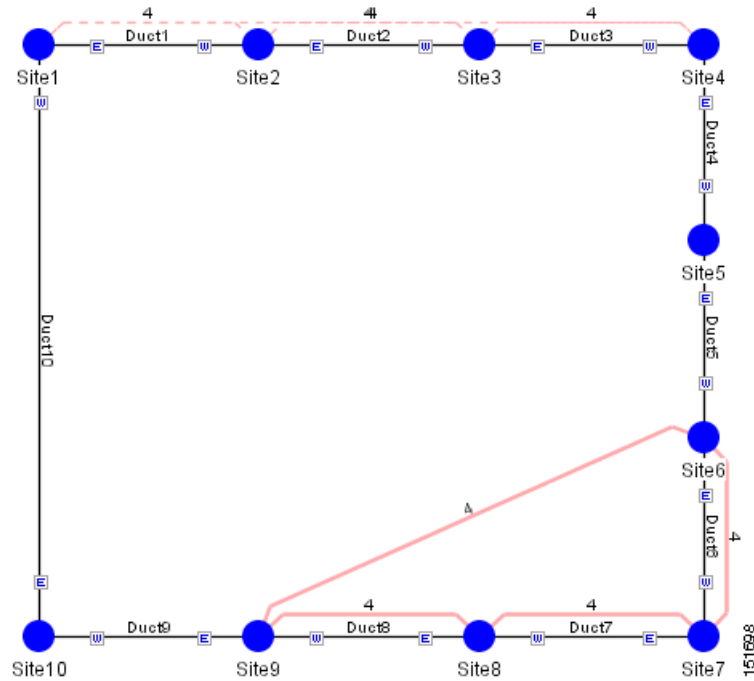 4 44 4
E Duct1 W E Duct2 W E Duct3 W
Site1 Site2 Site3 Site4
W E
Duct4
W
Site5
E
Duct10 Duct5
W
Site6
4 E
Duct6 4
E W
4 4
W Duct9 E W Duct8 E W Duct7 E
Site10 Site9 Site8 Site7
151698